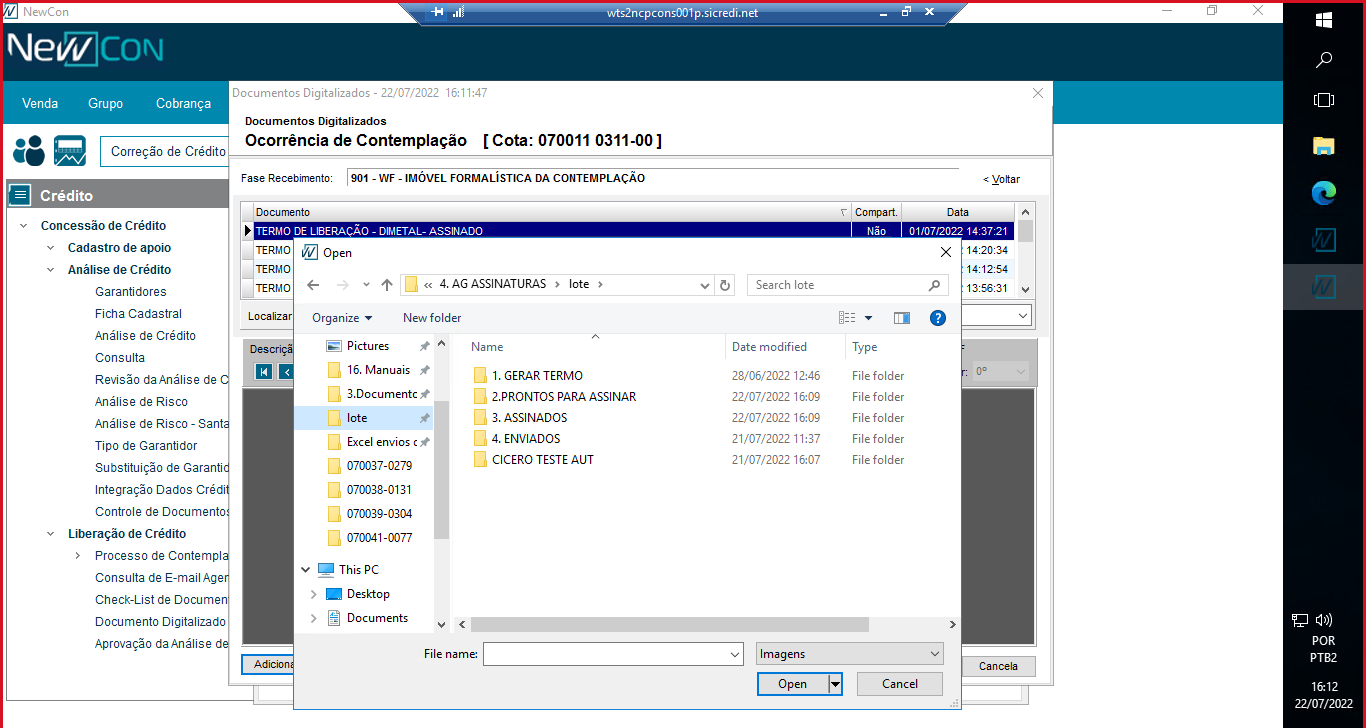 NewCon
wts2ncpcons001p.sicredi.net
NewCon
Venda Grupo Cobrança
Correção de Crédito
Crédito
Concessão de Crédito
Cadastro de apoio
Análise de Crédito
Garantidores
Ficha Cadastral
Análise de Crédito
Consulta
Revisão da Análise de C
Análise de Risco
Análise de Risco - Santa
Tipo de Garantidor
Substituição de Garantid
Integração Dados Crédit
Controle de Documentos
Liberação de Crédito
Processo de Contempla
Consulta de E-mail Agen
Check-List de Documen
Documento Digitalizado
Aprovação da Análise de
Documentos Digitalizados - 22/07/2022 16:11:47
Documentos Digitalizados
Ocorrência de Contemplação [ Cota: 070011 0311-00 ]
Fase Recebimento: 901 - WF - IMÓVEL FORMALÍSTICA DA CONTEMPLAÇÃO
< Voltar
Documento Compart. Data
TERMO DE LIBERAÇÃO - DIMETAL- ASSINADO Não 01/07/2022 14:37:21
TERMO 14:20:34
TERMO 14:12:54
TERMO 13:56:31
Localizar
Descriçã
r: 0º
Adiciona
Cancela
Open
« 4. AG ASSINATURAS > lote >
Search lote
Organize New folder
Pictures
16. Manuais
3.Documento
lote
Excel envios c
070037-0279
070038-0131
070039-0304
070041-0077
This PC
Desktop
Documents
Name Date modified Type
1. GERAR TERMO 28/06/2022 12:46 File folder
2.PRONTOS PARA ASSINAR 22/07/2022 16:09 File folder
3. ASSINADOS 22/07/2022 16:09 File folder
4. ENVIADOS 21/07/2022 11:37 File folder
CICERO TESTE AUT 21/07/2022 16:07 File folder
File name: Imagens
Open Cancel
POR
PTB2
16:12
22/07/2022